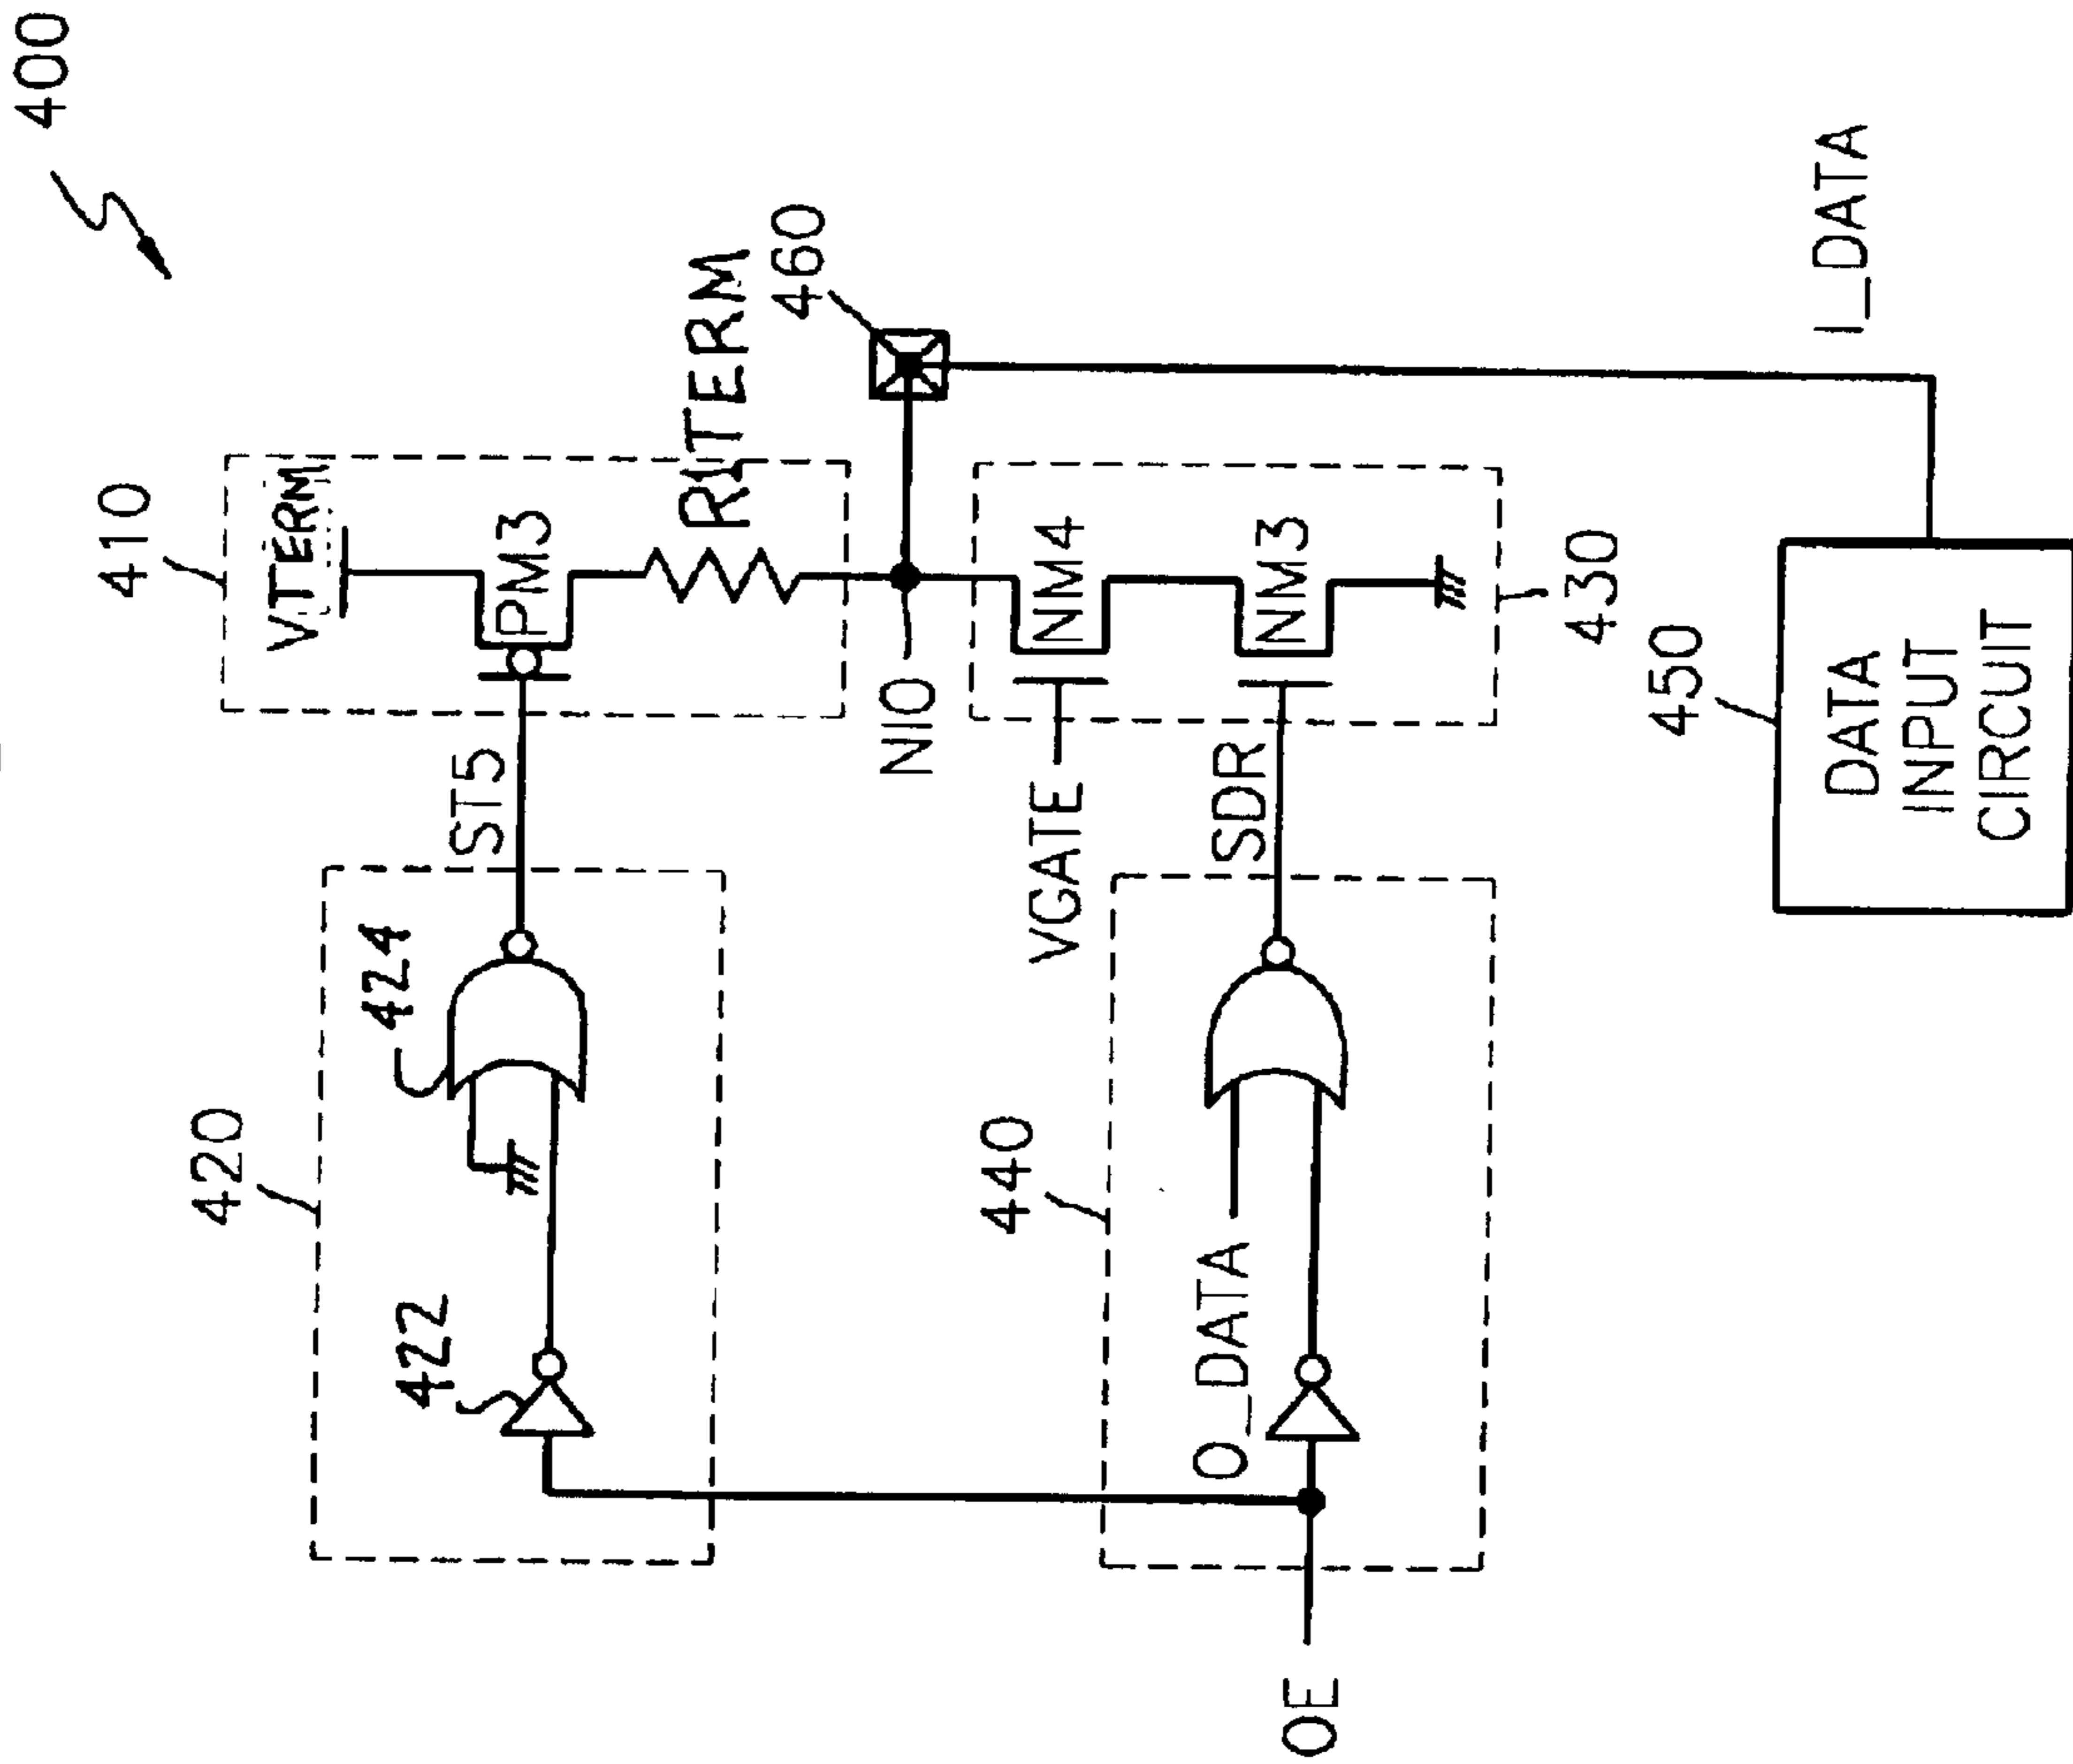 400
410
VTERM
PM3
RITERM
460
420
424
422
ST5
NIO
VGATE
NM4
440
O_DATA
SDR
NM3
430
OE
450
DATA
INPUT
CIRCUIT
I_DATA